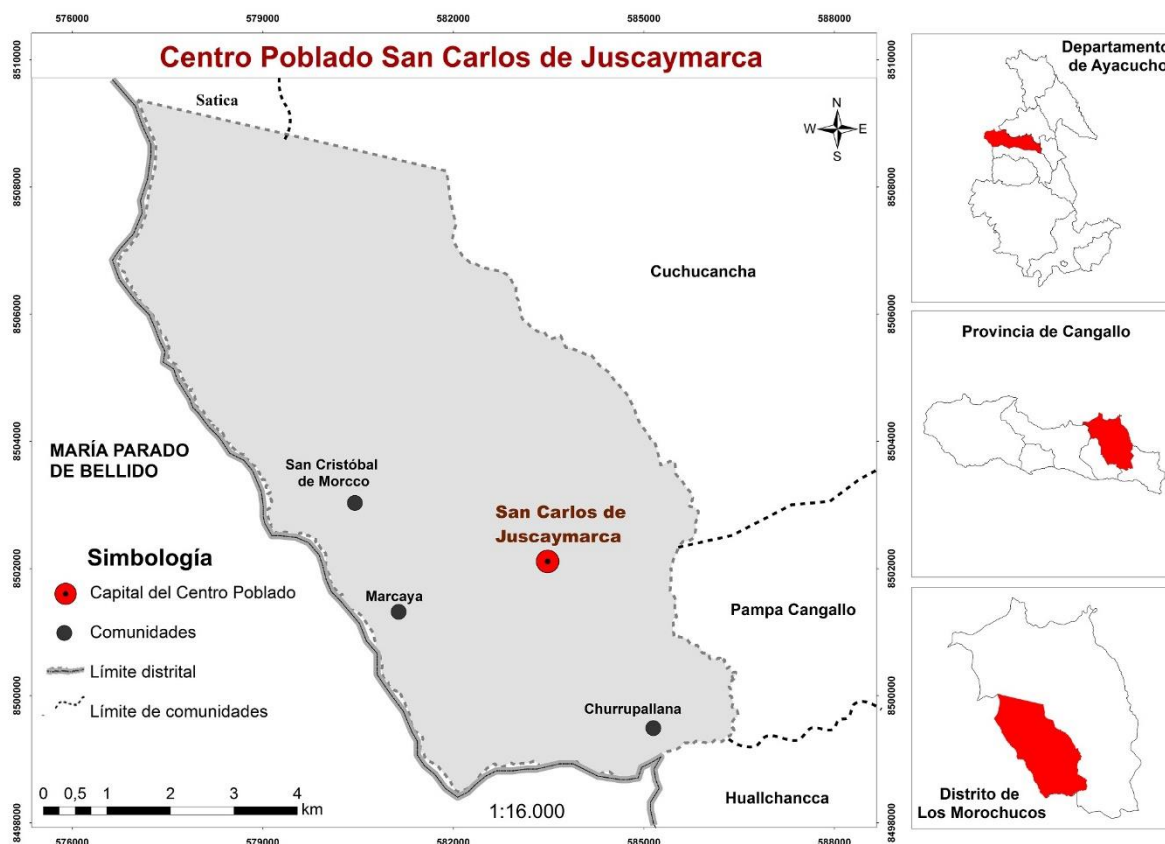 576000 579000 582000 585000 588000
Centro Poblado San Carlos de Juscaymarca
Satica
N
W E
S
Cuchucancha
MARÍA PARADO
DE BELLIDO
San Cristóbal
de Morcco
San Carlos de
Juscaymarca
Marcaya
Pampa Cangallo
Churrupallana
Huallchancca
Simbología
Capital del Centro Poblado
Comunidades
Límite distrital
Límite de comunidades
0 0,5 1 2 3 4
km
1:16.000
8510000
8508000
8506000
8504000
8502000
8500000
8498000
8510000
8508000
8506000
8504000
8502000
8500000
8498000
576000 579000 582000 585000 588000
Departamento
de Ayacucho
Provincia de Cangallo
Distrito de
Los Morochucos